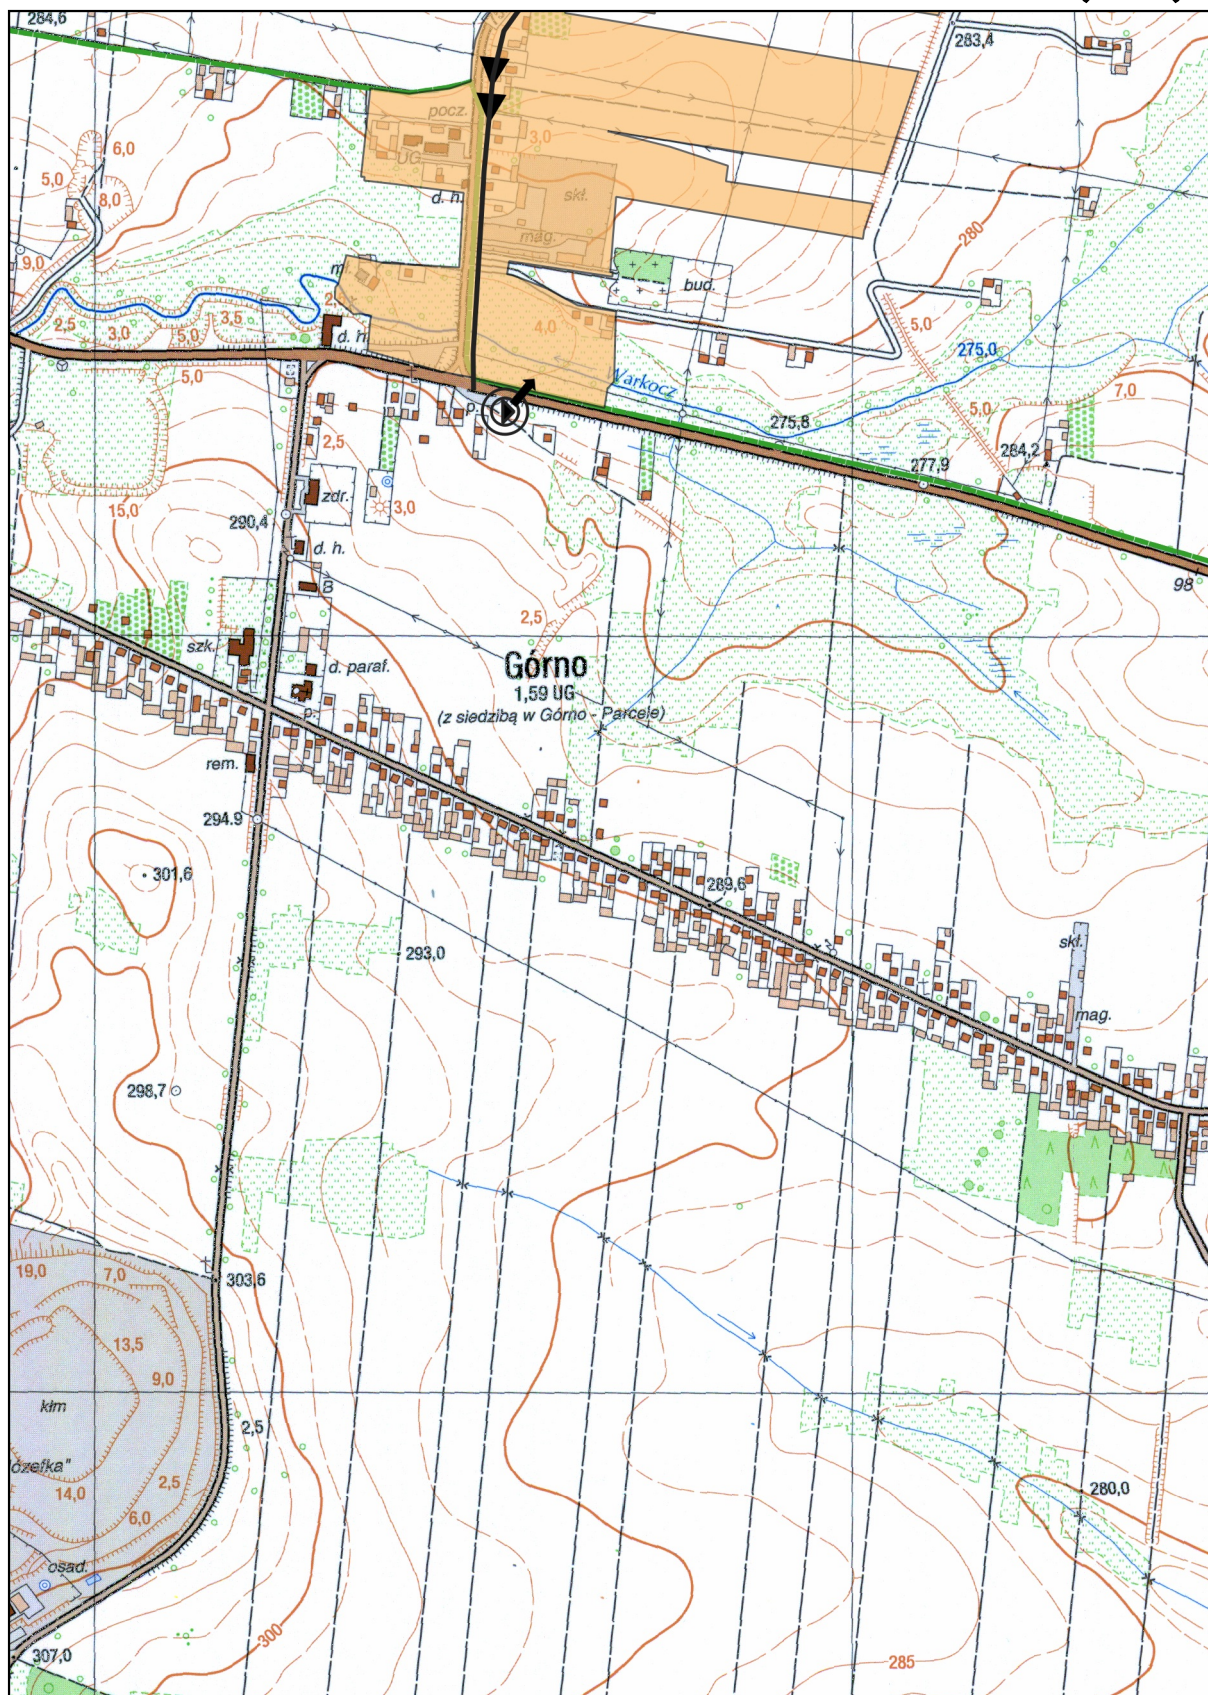 284,6
283,4
pocz.
3,0
6,0
UG
5,0
8,0
d. h.
skł.
mag.
280
9,0
m.
bud.
2,5
3,0
3,5
5,0
d. h.
4,0
5,0
275,0
5,0
Warkocz
7,0
p.
275,8
5,0
2,5
284,2
277,9
zdr.
15,0
3,0
290,4
d. h.
B
98
2,5
szk.
d. paraf.
Górno
1,59 UG
(z siedzibą w Górno - Parcele)
p.
rem.
294.9
301,6
289,6
293,0
skł.
mag.
298,7
19,0
7,0
303,6
13,5
9,0
kłm
2,5
ózefka"
2,5
14,0
6,0
280,0
osad.
300
307,0
285